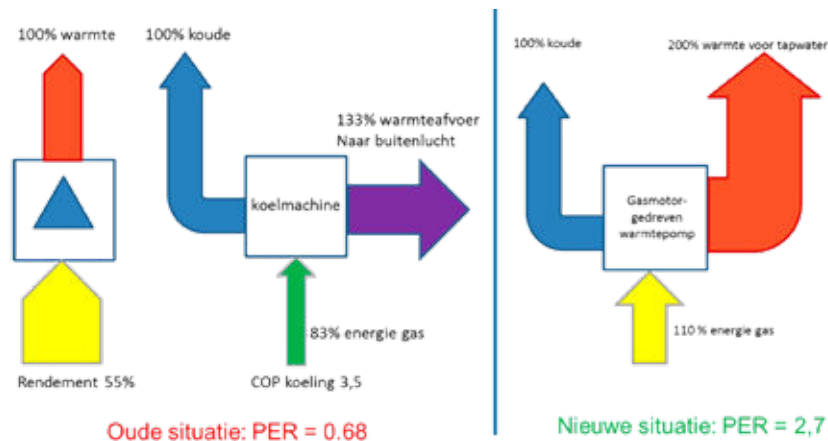 100% warmte
100% koude
133% warmteafvoer
Naar buitenlucht
koelmachine
83% energie gas
Rendement 55%
COP koeling 3,5
Oude situatie: PER = 0.68
100% koude
200% warmte voor tapwater
Gasmotor-
gedreven
warmtepomp
110 % energie gas
Nieuwe situatie: PER = 2,7